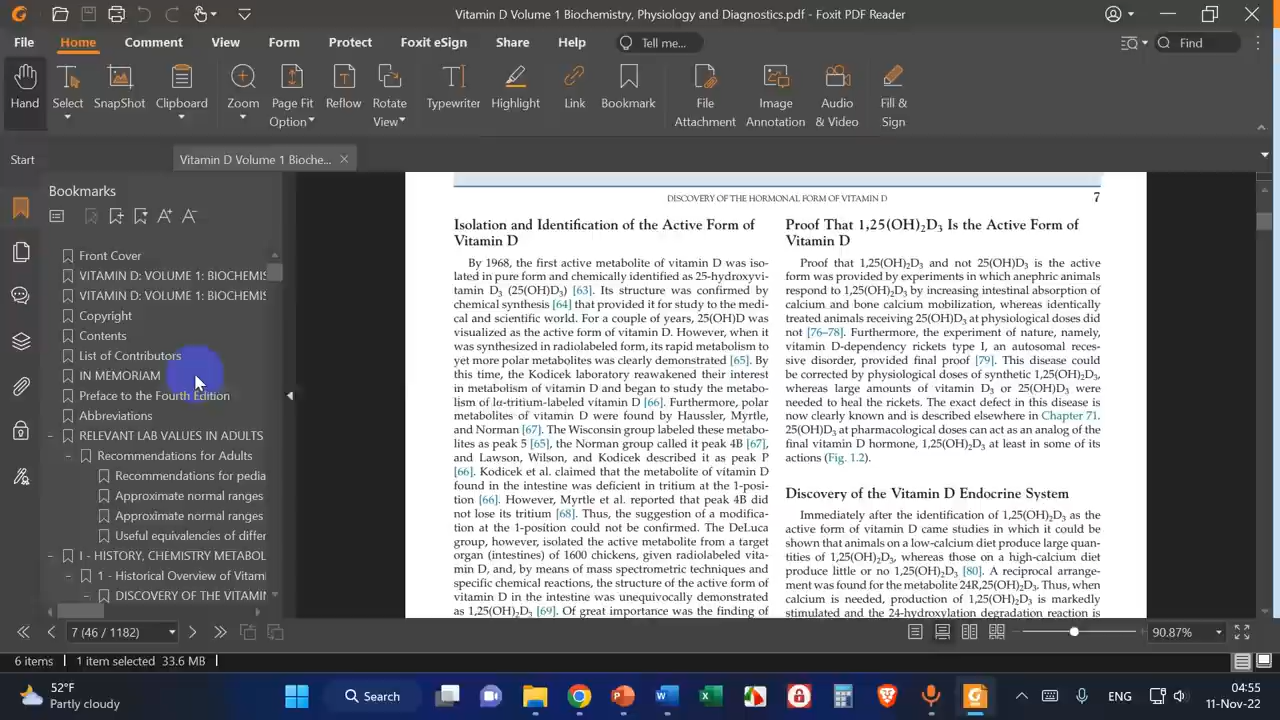 Vitamin D Volume 1 Biochemistry, Physiology and Diagnostics.pdf - Foxit PDF Reader
File Home Comment View Form Protect Foxit eSign Share Help Tell me... Find
Hand Select SnapShot Clipboard Zoom Page Fit Option Reflow Rotate View Typewriter Highlight Link Bookmark File Attachment Image Annotation Audio & Video Fill & Sign
Start Vitamin D Volume 1 Bioche...
Bookmarks
Front Cover
VITAMIN D: VOLUME 1: BIOCHEMIS
VITAMIN D: VOLUME 1: BIOCHEMIS
Copyright
Contents
List of Contributors
IN MEMORIAM
Preface to the Fourth Edition
Abbreviations
RELEVANT LAB VALUES IN ADULTS
Recommendations for Adults
Recommendations for pedia
Approximate normal ranges
Approximate normal ranges
Useful equivalencies of differ
I - HISTORY, CHEMISTRY METABOL
1 - Historical Overview of Vitami
DISCOVERY OF THE VITAMIN
DISCOVERY OF THE HORMONAL FORM OF VITAMIN D 7
Isolation and Identification of the Active Form of
Vitamin D
By 1968, the first active metabolite of vitamin D was iso-
lated in pure form and chemically identified as 25-hydroxyvi-
tamin D₃ (25(OH)D₃) [63]. Its structure was confirmed by
chemical synthesis [64] that provided it for study to the medi-
cal and scientific world. For a couple of years, 25(OH)D was
visualized as the active form of vitamin D. However, when it
was synthesized in radiolabeled form, its rapid metabolism to
yet more polar metabolites was clearly demonstrated [65]. By
this time, the Kodicek laboratory reawakened their interest
in metabolism of vitamin D and began to study the metabo-
lism of lα-tritium-labeled vitamin D [66]. Furthermore, polar
metabolites of vitamin D were found by Haussler, Myrtle,
and Norman [67]. The Wisconsin group labeled these metabo-
lites as peak 5 [65], the Norman group called it peak 4B [67],
and Lawson, Wilson, and Kodicek described it as peak P
[66]. Kodicek et al. claimed that the metabolite of vitamin D
found in the intestine was deficient in tritium at the 1-posi-
tion [66]. However, Myrtle et al. reported that peak 4B did
not lose its tritium [68]. Thus, the suggestion of a modifica-
tion at the 1-position could not be confirmed. The DeLuca
group, however, isolated the active metabolite from a target
organ (intestines) of 1600 chickens, given radiolabeled vita-
min D, and, by means of mass spectrometric techniques and
specific chemical reactions, the structure of the active form of
vitamin D in the intestine was unequivocally demonstrated
as 1,25(OH)₂D₃ [69]. Of great importance was the finding of
Proof That 1,25(OH)₂D₃ Is the Active Form of
Vitamin D
Proof that 1,25(OH)₂D₃ and not 25(OH)D₃ is the active
form was provided by experiments in which anephric animals
respond to 1,25(OH)₂D₃ by increasing intestinal absorption of
calcium and bone calcium mobilization, whereas identically
treated animals receiving 25(OH)D₃ at physiological doses did
not [76–78]. Furthermore, the experiment of nature, namely,
vitamin D-dependency rickets type I, an autosomal reces-
sive disorder, provided final proof [79]. This disease could
be corrected by physiological doses of synthetic 1,25(OH)₂D₃,
whereas large amounts of vitamin D₃ or 25(OH)D₃ were
needed to heal the rickets. The exact defect in this disease is
now clearly known and is described elsewhere in Chapter 71.
25(OH)D₃ at pharmacological doses can act as an analog of the
final vitamin D hormone, 1,25(OH)₂D₃ at least in some of its
actions (Fig. 1.2).
Discovery of the Vitamin D Endocrine System
Immediately after the identification of 1,25(OH)₂D₃ as the
active form of vitamin D came studies in which it could be
shown that animals on a low-calcium diet produce large quan-
tities of 1,25(OH)₂D₃, whereas those on a high-calcium diet
produce little or no 1,25(OH)₂D₃ [80]. A reciprocal arrange-
ment was found for the metabolite 24R,25(OH)₂D₃. Thus, when
calcium is needed, production of 1,25(OH)₂D₃ is markedly
stimulated and the 24-hydroxylation degradation reaction is
7 (46 / 1182) 90.87%
6 items 1 item selected 33.6 MB
52°F
Partly cloudy
Search
ENG
04:55
11-Nov-22